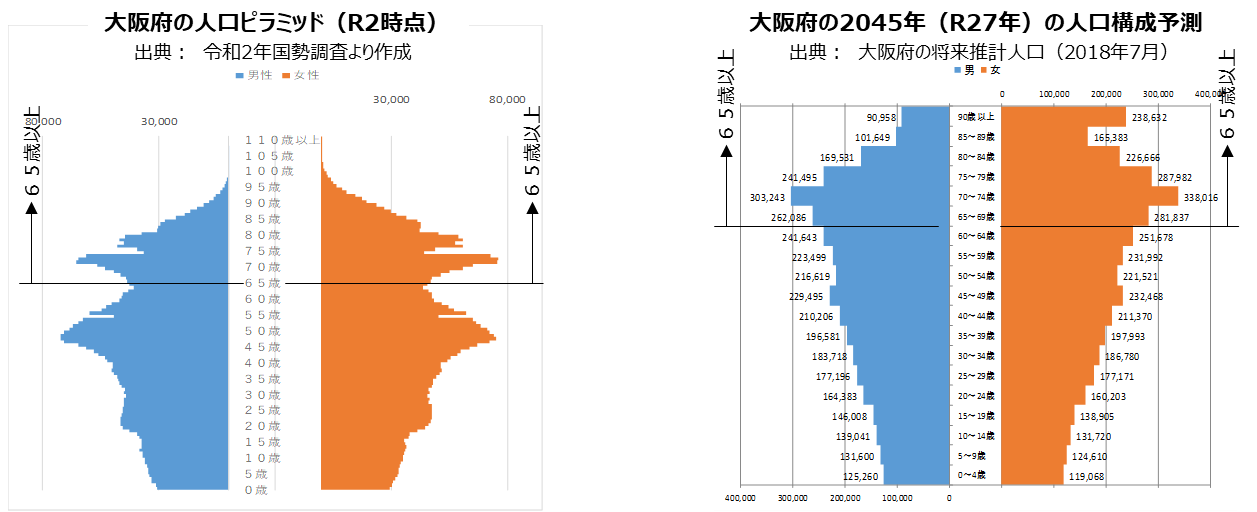 大阪府の人口ピラミッド（R2時点）
出典： 令和2年国勢調査より作成
男性 女性
80,000 30,000 30,000 80,000
６５歳以上
６５歳以上
１１０歳以上
１０５歳
１００歳
９５歳
９０歳
８５歳
８０歳
７５歳
７０歳
６５歳
６０歳
５５歳
５０歳
４５歳
４０歳
３５歳
３０歳
２５歳
２０歳
１５歳
１０歳
５歳
０歳
大阪府の2045年（R27年）の人口構成予測
出典： 大阪府の将来推計人口（2018年7月）
男 女
0 100,000 200,000 300,000 400,000
６５歳以上
６５歳以上
90,958 90歳以上 238,632
101,649 85～89歳 165,383
169,531 80～84歳 226,666
241,495 75～79歳 287,982
303,243 70～74歳 338,016
262,086 65～69歳 281,837
241,643 60～64歳 251,678
223,499 55～59歳 231,992
216,619 50～54歳 221,521
229,495 45～49歳 232,468
210,206 40～44歳 211,370
196,581 35～39歳 197,993
183,718 30～34歳 186,780
177,196 25～29歳 177,171
164,383 20～24歳 160,203
146,008 15～19歳 138,905
139,041 10～14歳 131,720
131,600 5～9歳 124,610
125,260 0～4歳 119,068
400,000 300,000 200,000 100,000 0